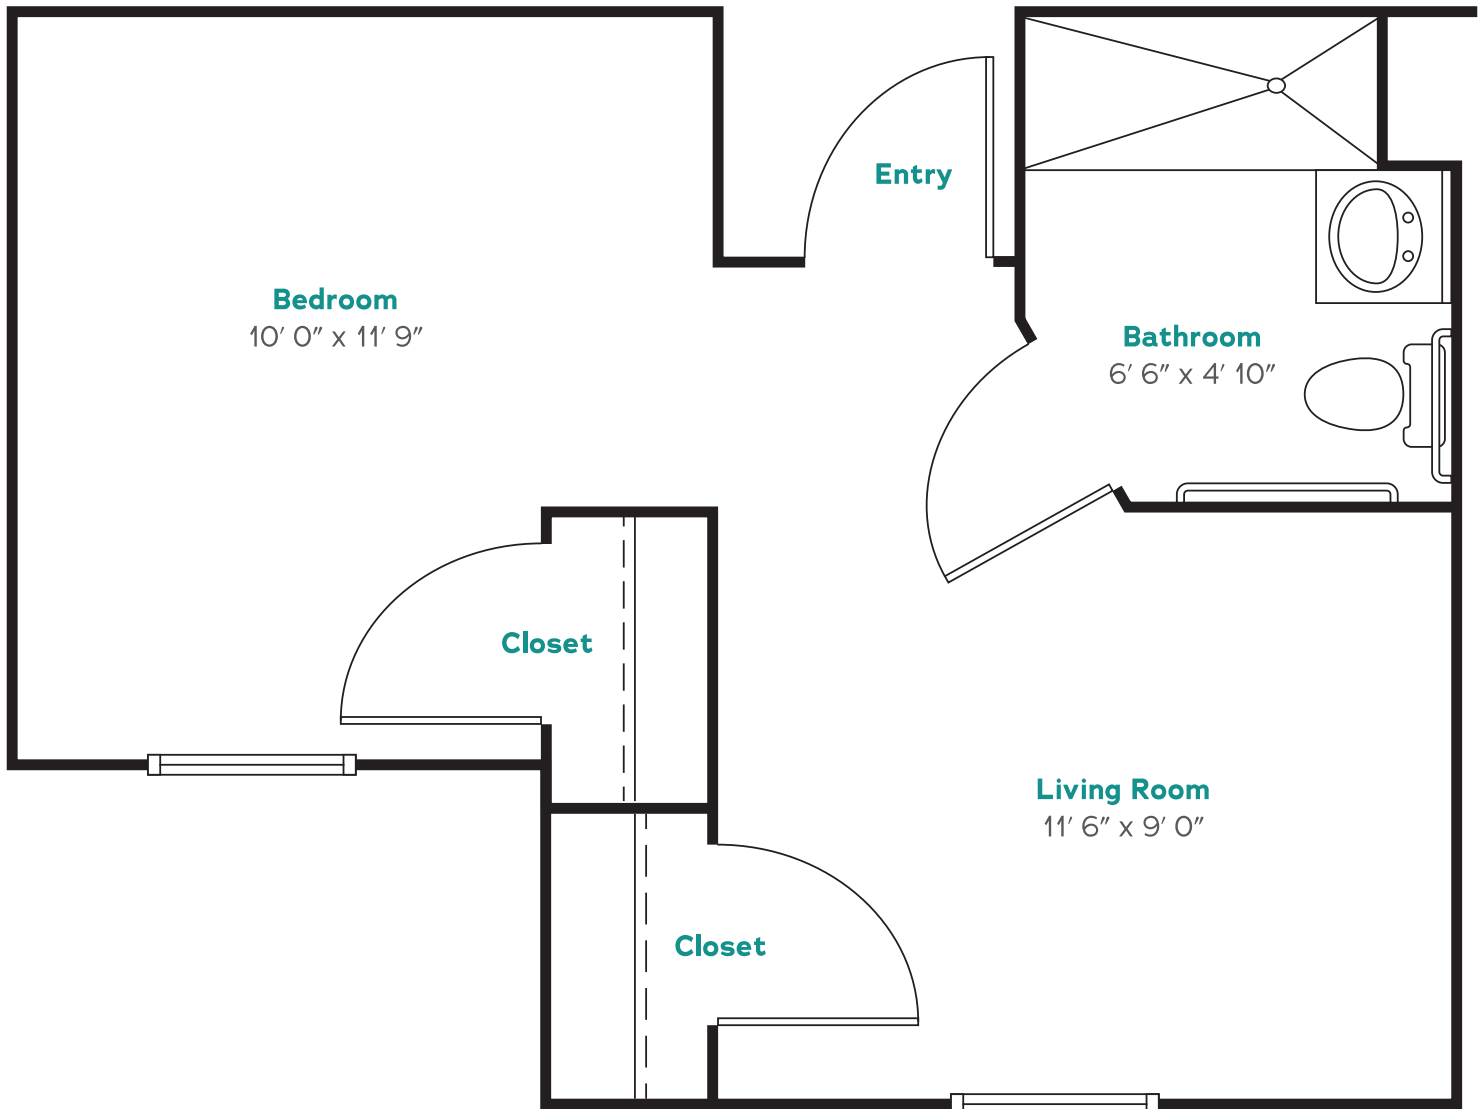 Entry
Bedroom
10′ 0″ x 11′ 9″
Bathroom
6′ 6″ x 4′ 10″
Closet
Living Room
11′ 6″ x 9′ 0″
Closet